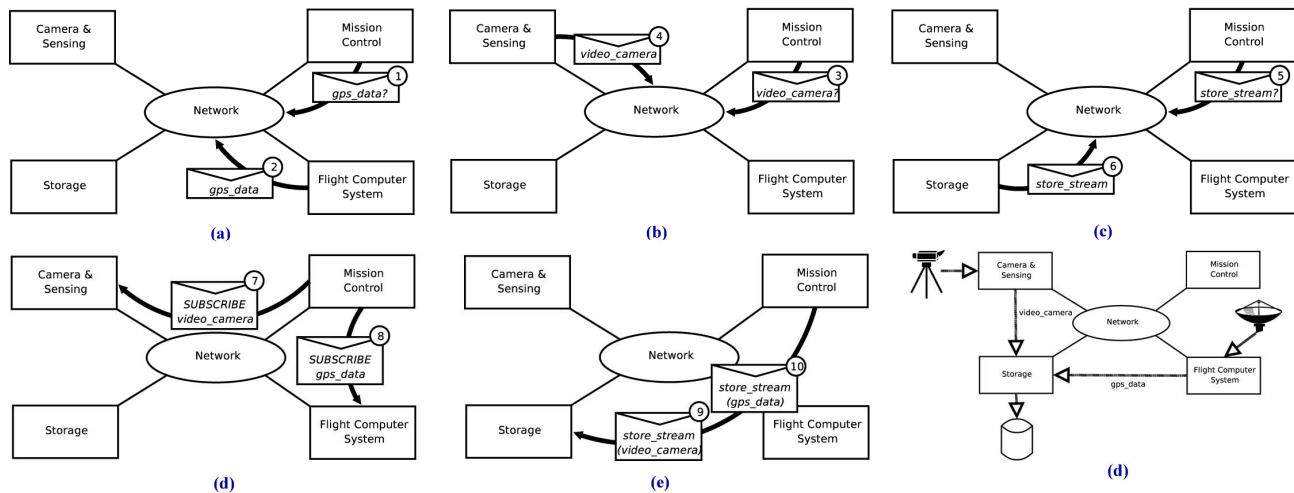 Camera &
Sensing
Mission
Control
1
gps_data?
Network
2
gps_data
Storage
Flight Computer
System
(a)
Camera &
Sensing
4
video_camera
Mission
Control
3
video_camera?
Network
Storage
Flight Computer
System
(b)
Camera &
Sensing
Mission
Control
5
store_stream?
Network
Storage
6
store_stream
Flight Computer
System
(c)
Camera &
Sensing
7
SUBSCRIBE
video_camera
Mission
Control
8
SUBSCRIBE
gps_data
Network
Storage
Flight Computer
System
(d)
Camera &
Sensing
Mission
Control
Network
10
store_stream
(gps_data)
9
store_stream
(video_camera)
Storage
Flight Computer
System
(e)
Camera &
Sensing
Mission
Control
video_camera
Network
Storage
gps_data
Flight Computer
System
(d)